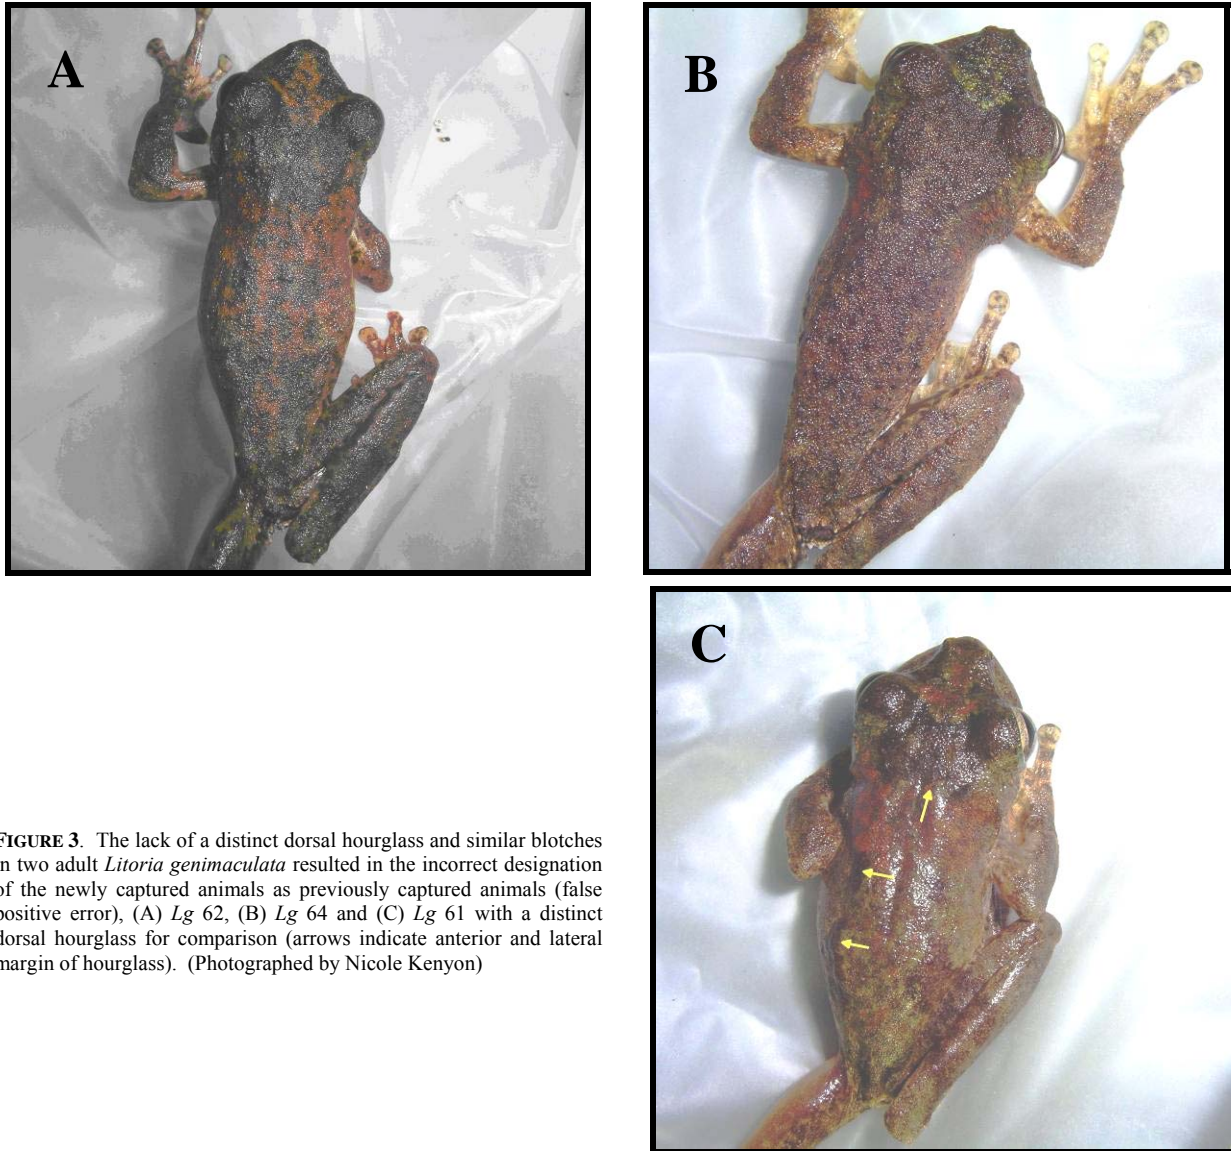 A
B
C
FIGURE 3. The lack of a distinct dorsal hourglass and similar blotches
in two adult Litoria genimaculata resulted in the incorrect designation
of the newly captured animals as previously captured animals (false
positive error), (A) Lg 62, (B) Lg 64 and (C) Lg 61 with a distinct
dorsal hourglass for comparison (arrows indicate anterior and lateral
margin of hourglass). (Photographed by Nicole Kenyon)